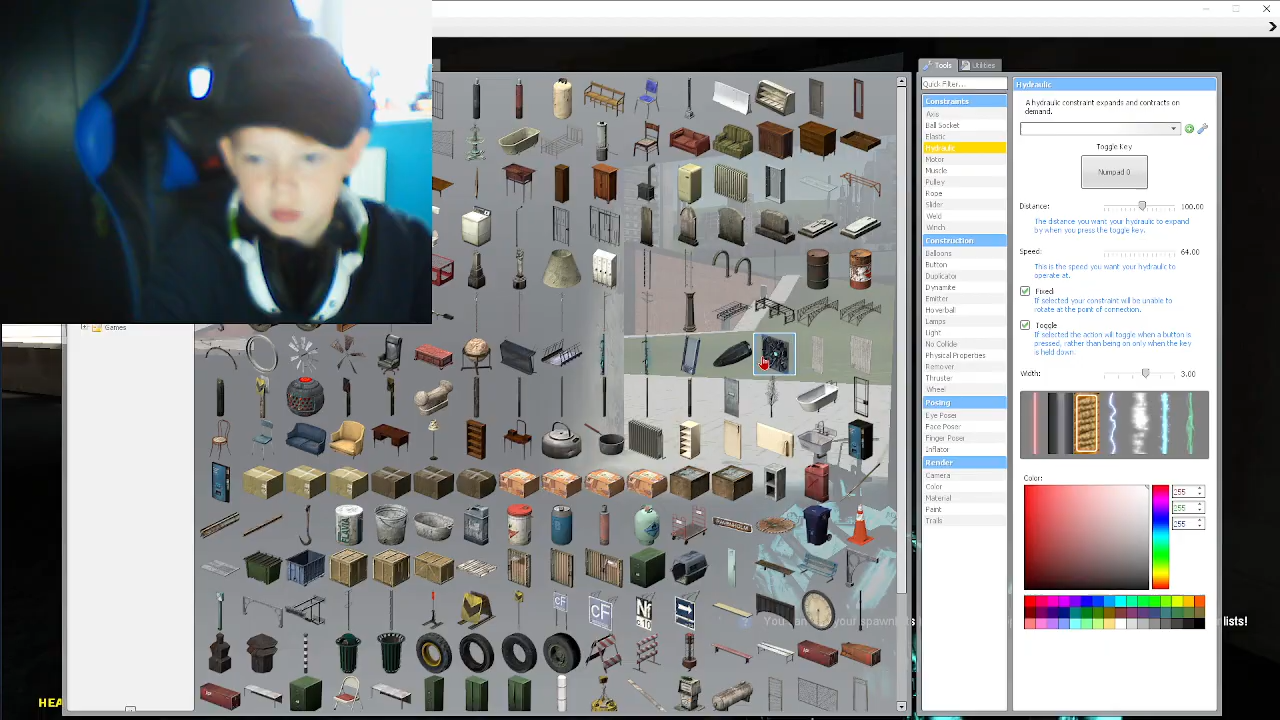 Tools
Utilities
Quick Filter...
Constraints
Axis
Ball Socket
Elastic
Hydraulic
Motor
Muscle
Pulley
Rope
Slider
Weld
Winch
Construction
Balloons
Button
Duplicator
Dynamite
Emitter
Hoverball
Lamps
Light
No Collide
Physical Properties
Remover
Thruster
Wheel
Posing
Eye Poser
Face Poser
Finger Poser
Inflator
Render
Camera
Color
Material
Paint
Trails
Hydraulic
A hydraulic constraint expands and contracts on
demand.
Toggle Key
Numpad 0
Distance:
100.00
The distance you want your hydraulic to expand
by when you press the toggle key.
Speed:
64.00
This is the speed you want your hydraulic to
operate at.
Fixed
If selected your constraint will be unable to
rotate at the point of connection.
Toggle
If selected the action will toggle when a button is
pressed, rather than being on only when the key
is held down.
Width:
3.00
Color:
255
255
255
Games
cF
cF
HEA
your spawnlists
lists!